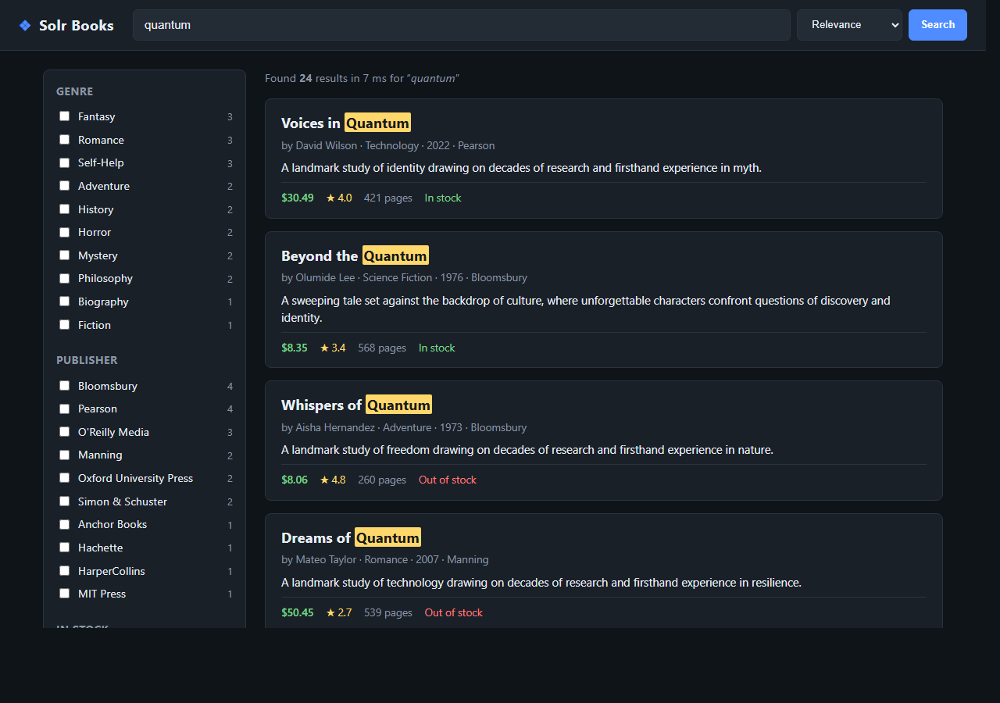 ❖ Solr Books
quantum
Relevance
Search
GENRE
Fantasy 3
Romance 3
Self-Help 3
Adventure 2
History 2
Horror 2
Mystery 2
Philosophy 2
Biography 1
Fiction 1
PUBLISHER
Bloomsbury 4
Pearson 4
O'Reilly Media 3
Manning 2
Oxford University Press 2
Simon & Schuster 2
Anchor Books 1
Hachette 1
HarperCollins 1
MIT Press 1
IN STOCK
Found 24 results in 7 ms for "quantum"
Voices in Quantum
by David Wilson · Technology · 2022 · Pearson
A landmark study of identity drawing on decades of research and firsthand experience in myth.
$30.49 ★ 4.0 421 pages In stock
Beyond the Quantum
by Olumide Lee · Science Fiction · 1976 · Bloomsbury
A sweeping tale set against the backdrop of culture, where unforgettable characters confront questions of discovery and
identity.
$8.35 ★ 3.4 568 pages In stock
Whispers of Quantum
by Aisha Hernandez · Adventure · 1973 · Bloomsbury
A landmark study of freedom drawing on decades of research and firsthand experience in nature.
$8.06 ★ 4.8 260 pages Out of stock
Dreams of Quantum
by Mateo Taylor · Romance · 2007 · Manning
A landmark study of technology drawing on decades of research and firsthand experience in resilience.
$50.45 ★ 2.7 539 pages Out of stock